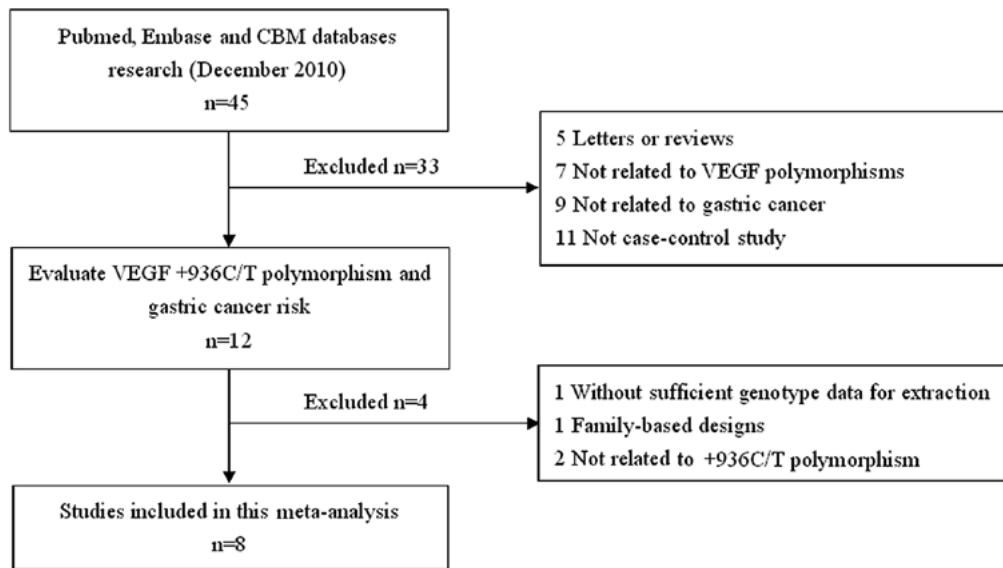 Pubmed, Embase and CBM databases
research (December 2010)
n=45
Excluded n=33
5 Letters or reviews
7 Not related to VEGF polymorphisms
9 Not related to gastric cancer
11 Not case-control study
Evaluate VEGF +936C/T polymorphism and
gastric cancer risk
n=12
Excluded n=4
1 Without sufficient genotype data for extraction
1 Family-based designs
2 Not related to +936C/T polymorphism
Studies included in this meta-analysis
n=8